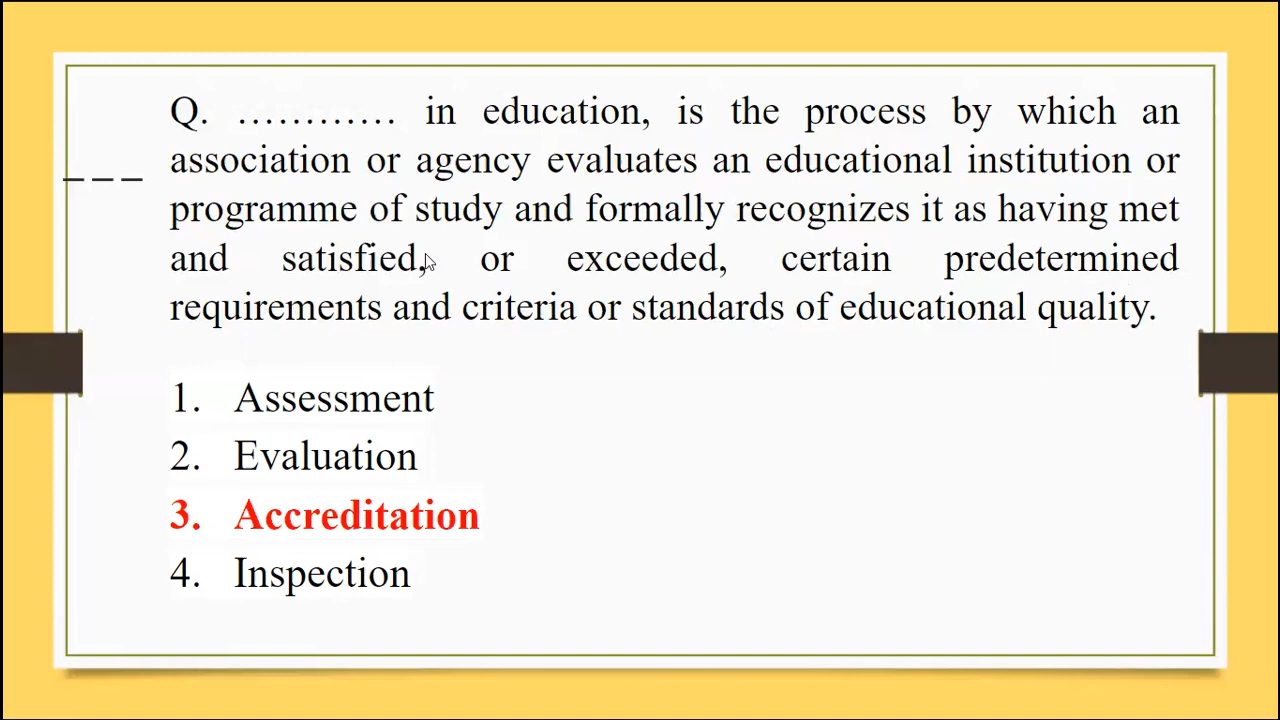 Q. ………… in education, is the process by which an
association or agency evaluates an educational institution or
programme of study and formally recognizes it as having met
and satisfied, or exceeded, certain predetermined
requirements and criteria or standards of educational quality.
1. Assessment
2. Evaluation
3. Accreditation
4. Inspection